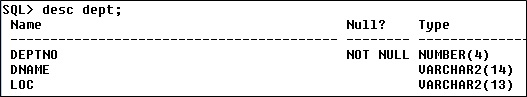 SQL> desc dept;
Name Null? Type
----------------------------------------- -------- ----------------------------
DEPTNO NOT NULL NUMBER(4)
DNAME VARCHAR2(14)
LOC VARCHAR2(13)